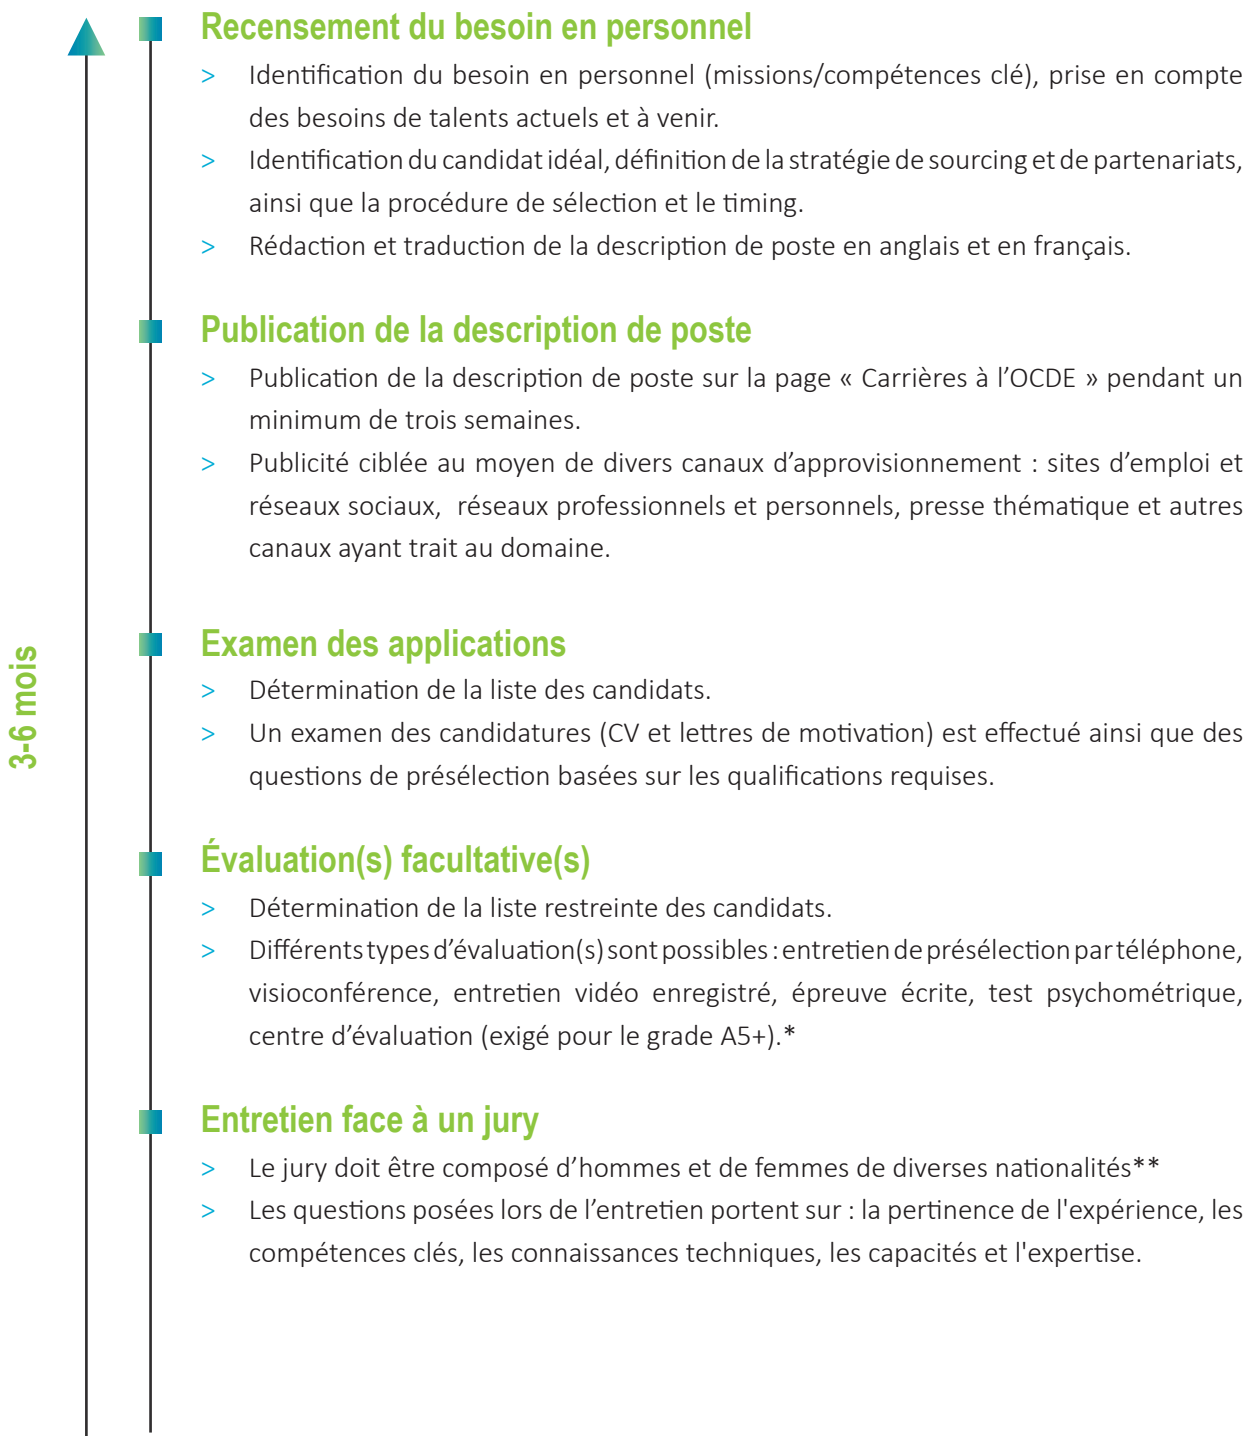 Recensement du besoin en personnel
> Identification du besoin en personnel (missions/compétences clé), prise en compte
des besoins de talents actuels et à venir.
> Identification du candidat idéal, définition de la stratégie de sourcing et de partenariats,
ainsi que la procédure de sélection et le timing.
> Rédaction et traduction de la description de poste en anglais et en français.
Publication de la description de poste
> Publication de la description de poste sur la page « Carrières à l’OCDE » pendant un
minimum de trois semaines.
> Publicité ciblée au moyen de divers canaux d’approvisionnement : sites d’emploi et
réseaux sociaux, réseaux professionnels et personnels, presse thématique et autres
canaux ayant trait au domaine.
3-6 mois
Examen des applications
> Détermination de la liste des candidats.
> Un examen des candidatures (CV et lettres de motivation) est effectué ainsi que des
questions de présélection basées sur les qualifications requises.
Évaluation(s) facultative(s)
> Détermination de la liste restreinte des candidats.
> Différents types d’évaluation(s) sont possibles : entretien de présélection par téléphone,
visioconférence, entretien vidéo enregistré, épreuve écrite, test psychométrique,
centre d’évaluation (exigé pour le grade A5+).*
Entretien face à un jury
> Le jury doit être composé d’hommes et de femmes de diverses nationalités**
> Les questions posées lors de l’entretien portent sur : la pertinence de l'expérience, les
compétences clés, les connaissances techniques, les capacités et l'expertise.